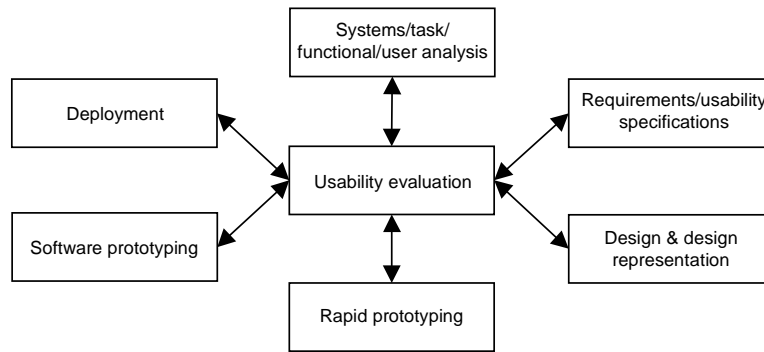 Systems/task/
functional/user analysis
Deployment
Requirements/usability
specifications
Usability evaluation
Software prototyping
Design & design
representation
Rapid prototyping